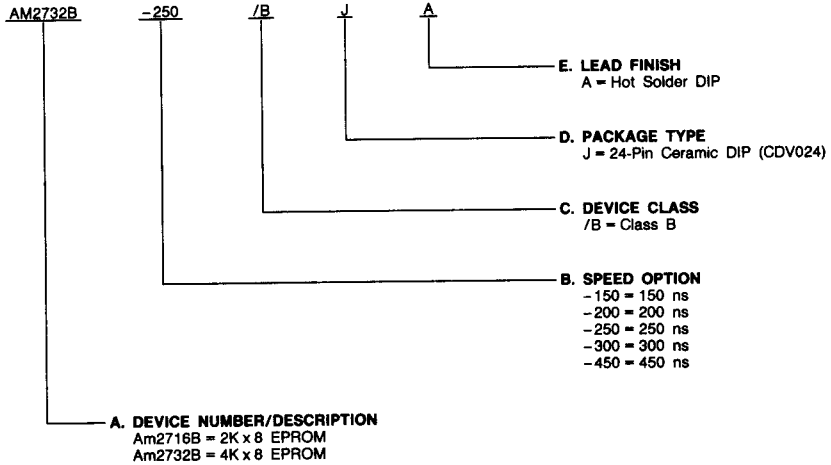 AM2732B -250 /B J A
E. LEAD FINISH
A = Hot Solder DIP
D. PACKAGE TYPE
J = 24-Pin Ceramic DIP (CDV024)
C. DEVICE CLASS
/B = Class B
B. SPEED OPTION
-150 = 150 ns
-200 = 200 ns
-250 = 250 ns
-300 = 300 ns
-450 = 450 ns
A. DEVICE NUMBER/DESCRIPTION
Am2716B = 2K x 8 EPROM
Am2732B = 4K x 8 EPROM